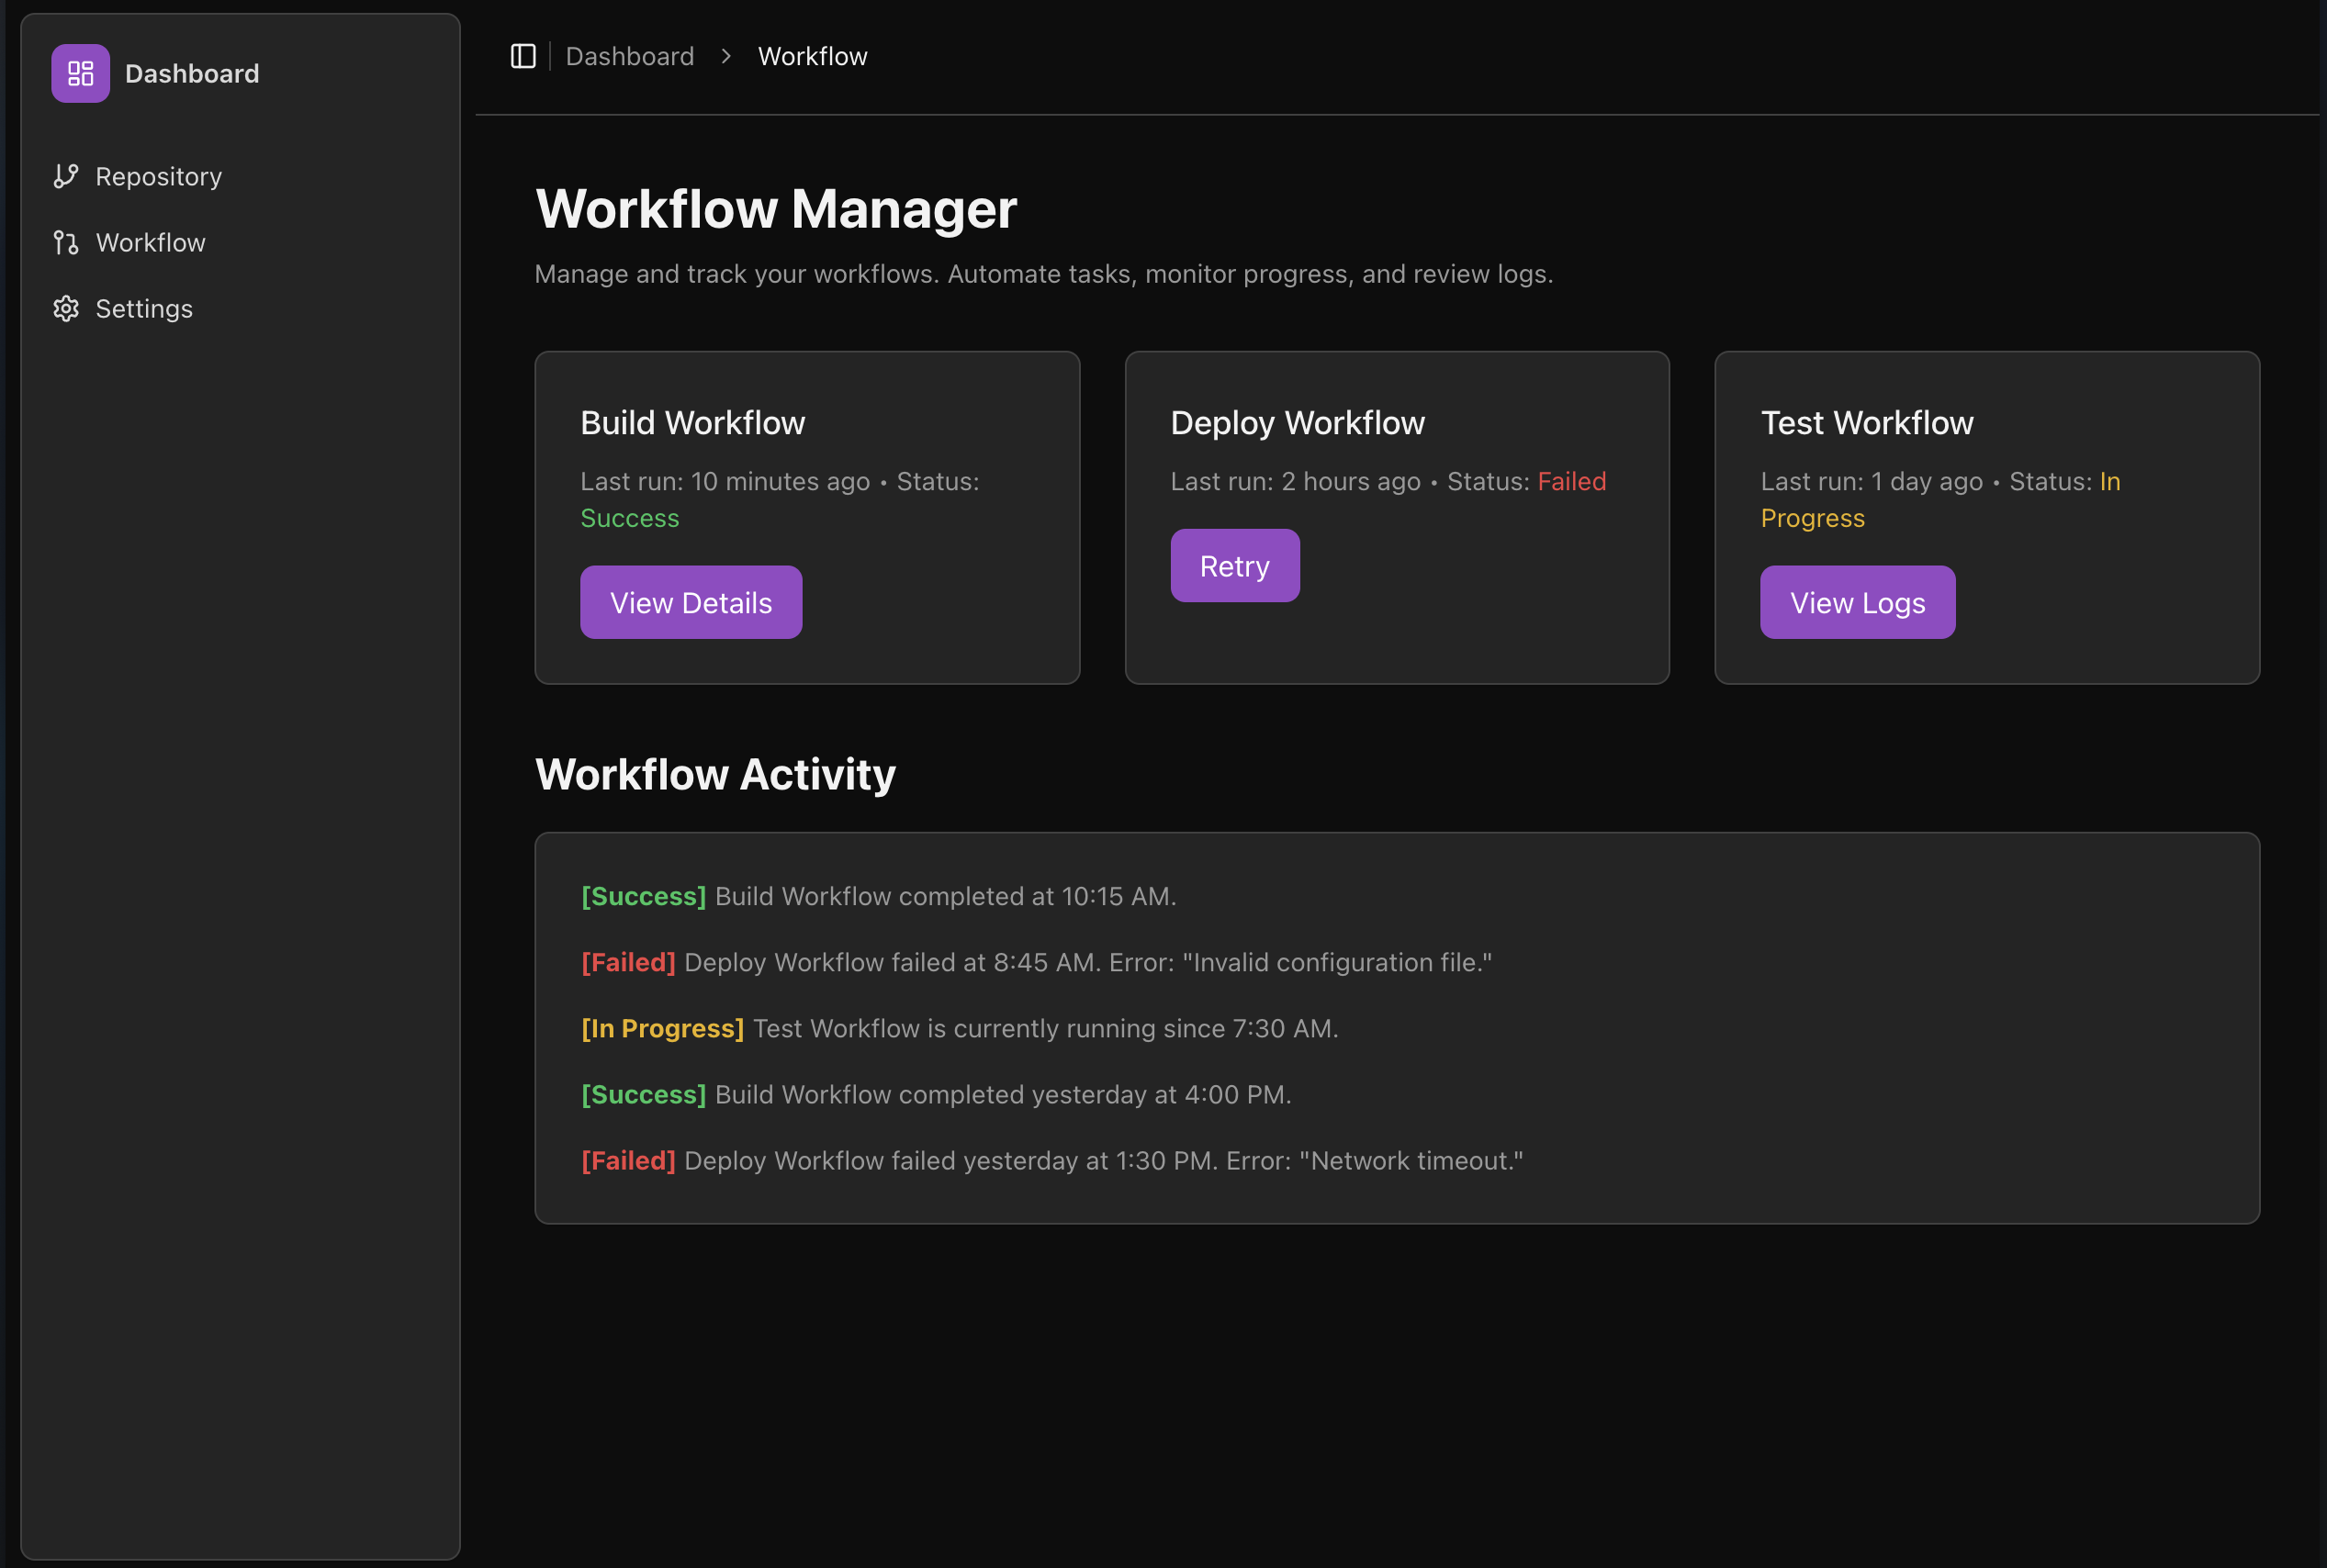 Dashboard
Repository
Workflow
Settings
Dashboard > Workflow
Workflow Manager
Manage and track your workflows. Automate tasks, monitor progress, and review logs.
Build Workflow
Last run: 10 minutes ago • Status:
Success
View Details
Deploy Workflow
Last run: 2 hours ago • Status: Failed
Retry
Test Workflow
Last run: 1 day ago • Status: In
Progress
View Logs
Workflow Activity
[Success] Build Workflow completed at 10:15 AM.
[Failed] Deploy Workflow failed at 8:45 AM. Error: "Invalid configuration file."
[In Progress] Test Workflow is currently running since 7:30 AM.
[Success] Build Workflow completed yesterday at 4:00 PM.
[Failed] Deploy Workflow failed yesterday at 1:30 PM. Error: "Network timeout."